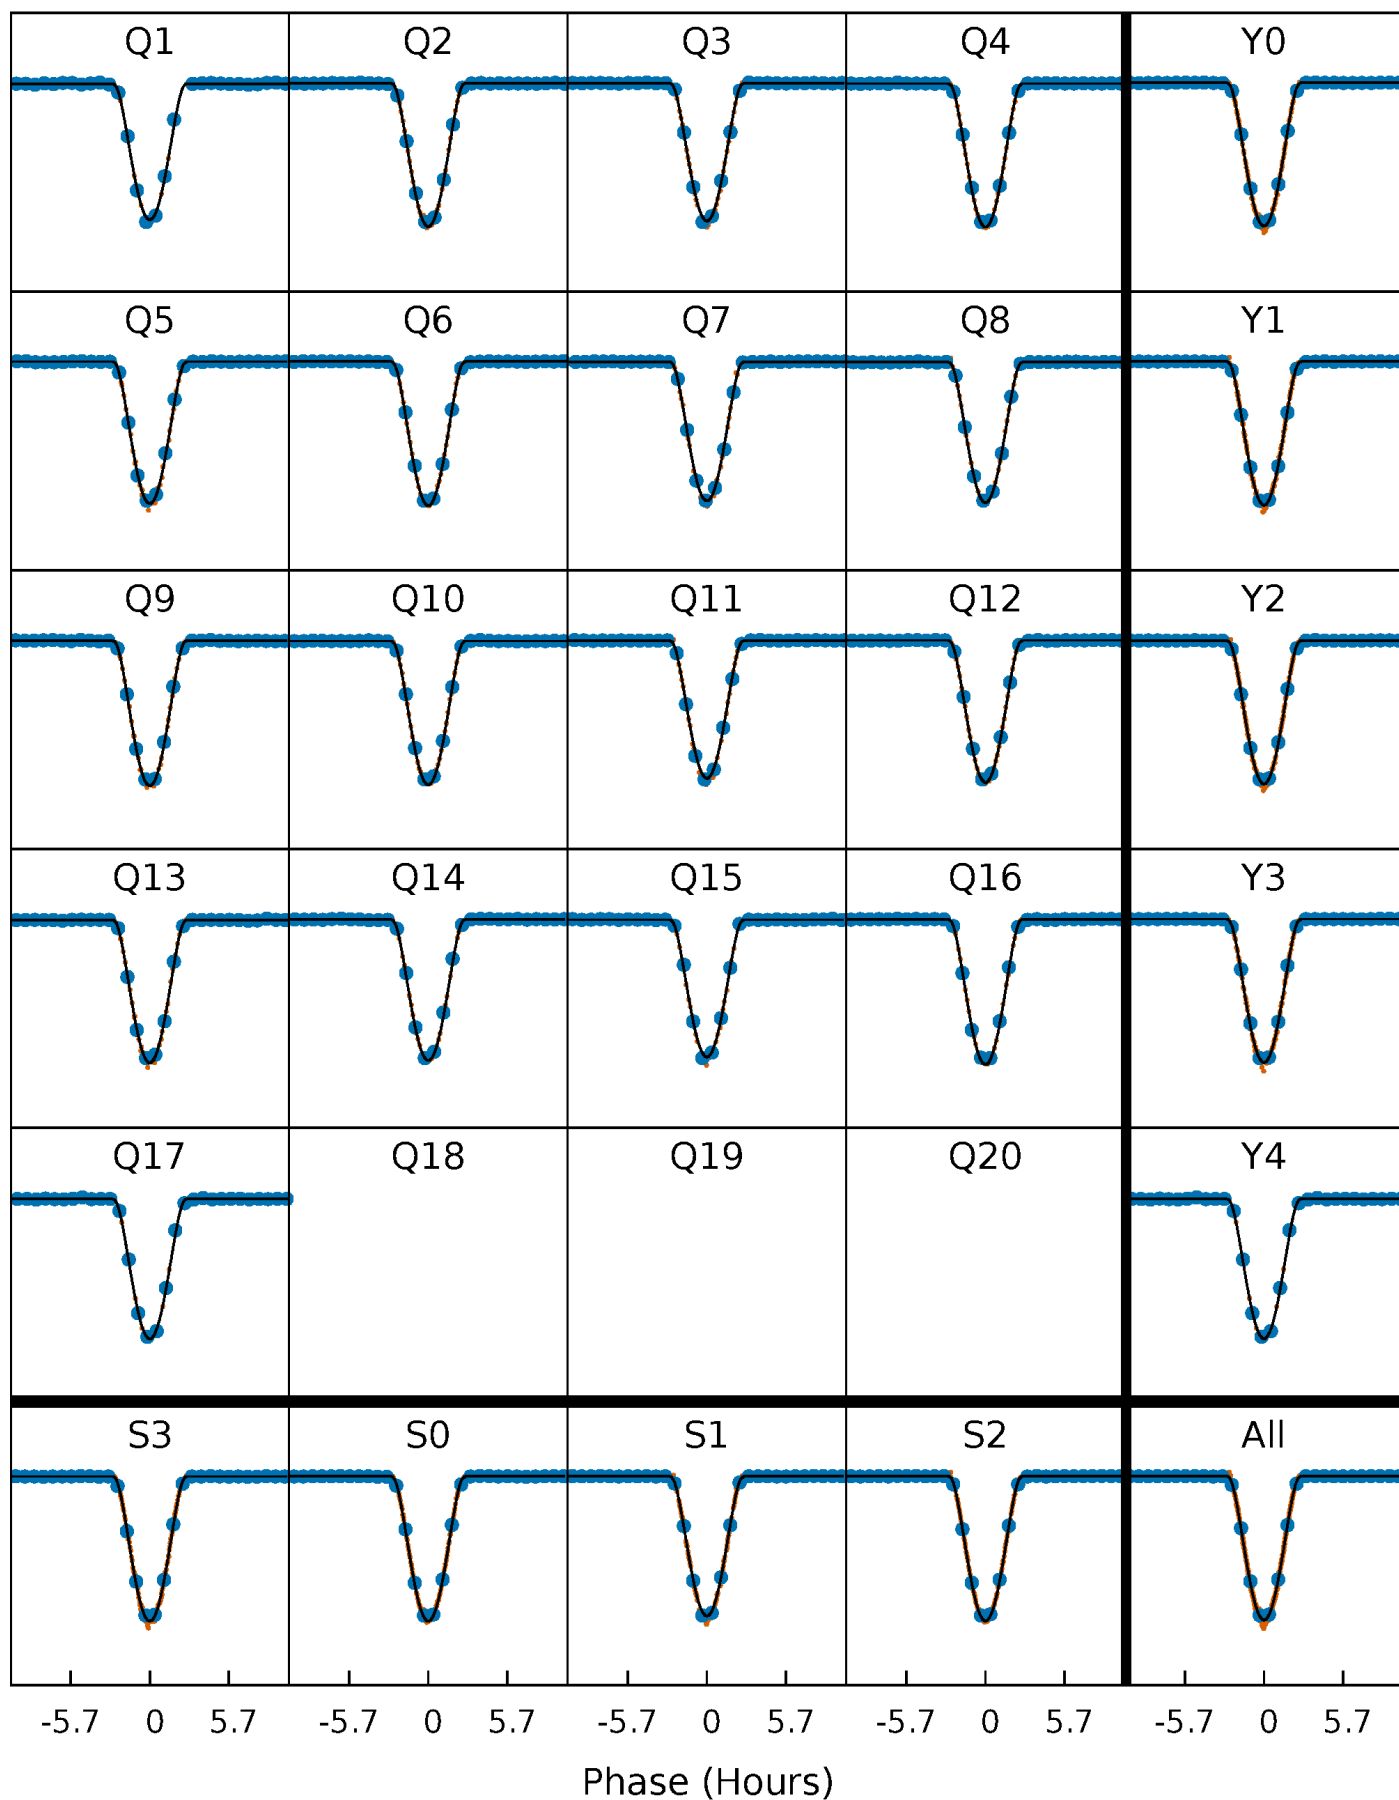 Q1 Q2 Q3 Q4 Y0
Q5 Q6 Q7 Q8 Y1
Q9 Q10 Q11 Q12 Y2
Q13 Q14 Q15 Q16 Y3
Q17 Q18 Q19 Q20 Y4
S3 S0 S1 S2 All
-5.7 0 5.7 -5.7 0 5.7 -5.7 0 5.7 -5.7 0 5.7 -5.7 0 5.7
Phase (Hours)